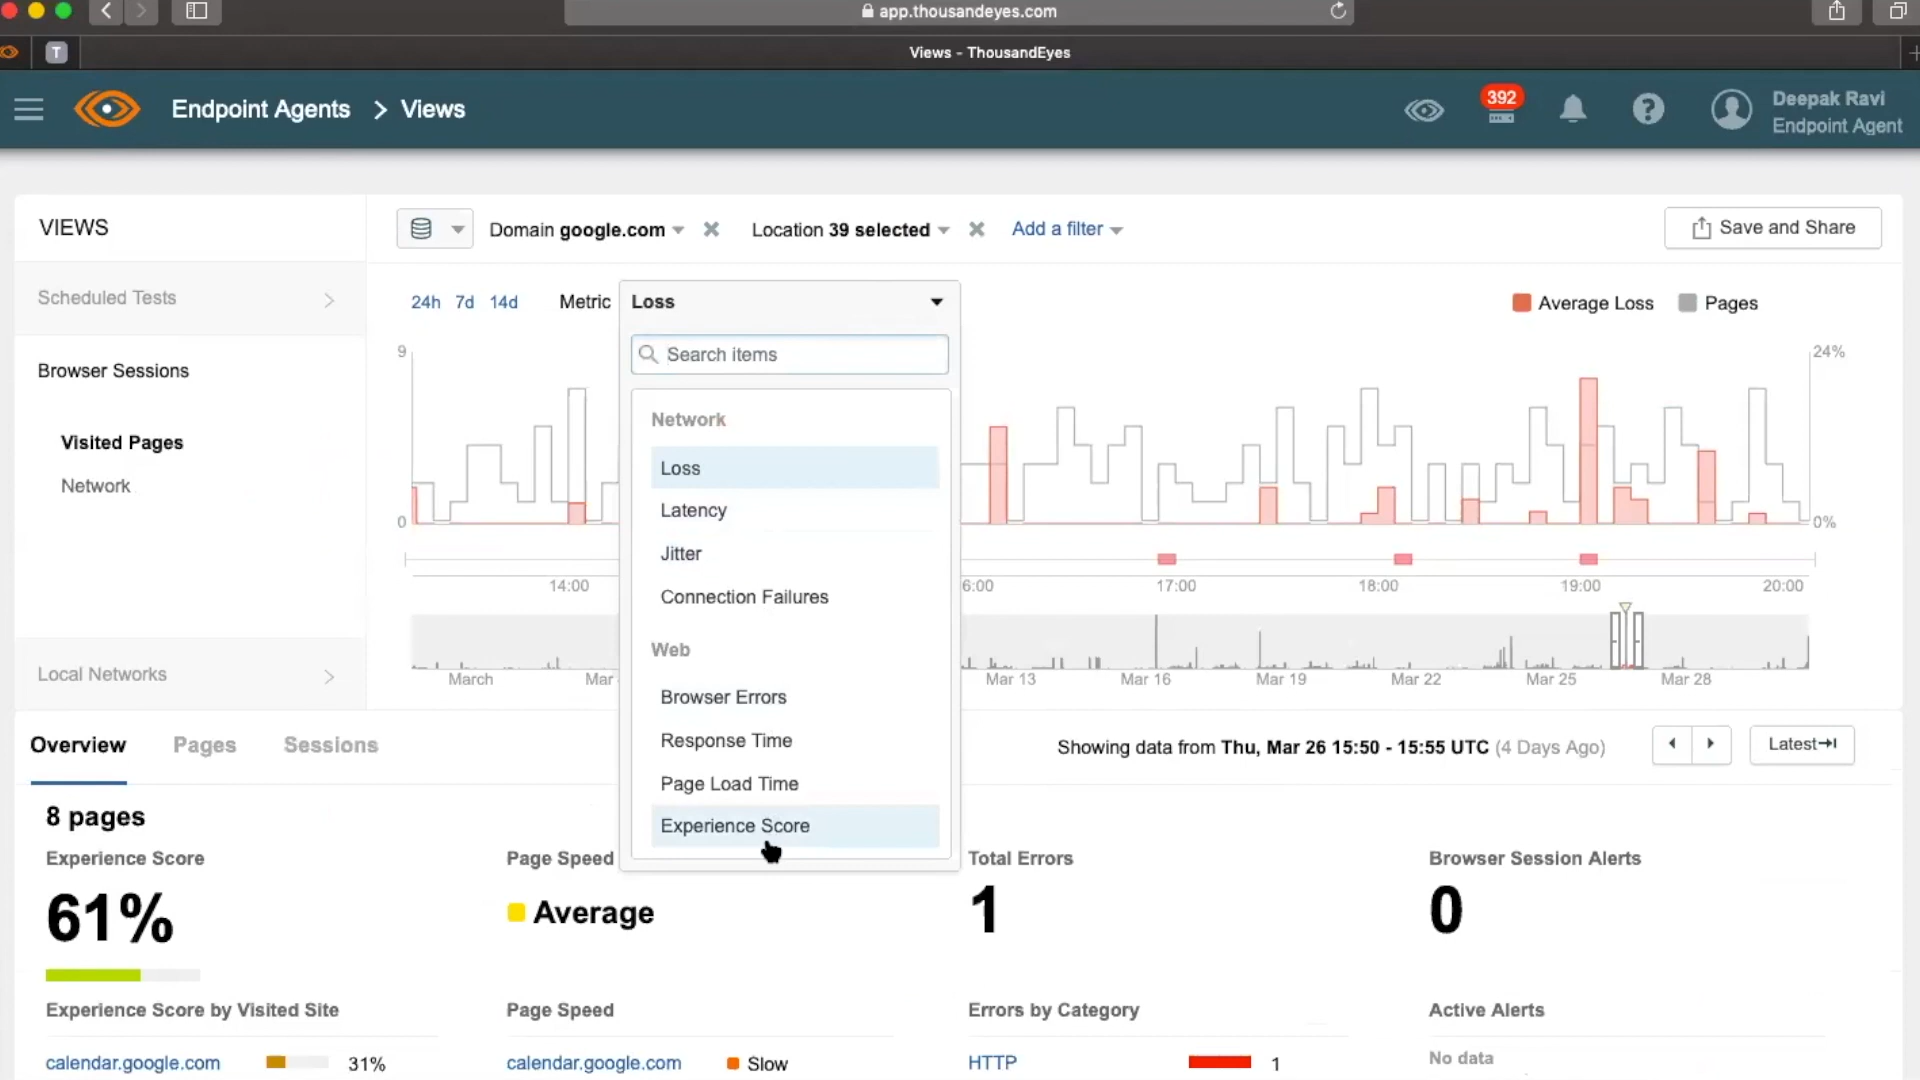 app.thousandeyes.com
T
Views - ThousandEyes
Endpoint Agents > Views
392
Deepak Ravi
Endpoint Agent
VIEWS
Domain google.com
Location 39 selected
Add a filter
Save and Share
Scheduled Tests
24h 7d 14d
Metric Loss
Average Loss Pages
Search items
9
24%
Browser Sessions
Network
Visited Pages
Loss
Network
Latency
0
0%
Jitter
14:00
6:00 17:00 18:00 19:00 20:00
Connection Failures
Web
Local Networks
March Mar
Mar 13 Mar 16 Mar 19 Mar 22 Mar 25 Mar 28
Browser Errors
Response Time
Page Load Time
Experience Score
Overview Pages Sessions
Showing data from Thu, Mar 26 15:50 - 15:55 UTC (4 Days Ago)
Latest
8 pages
Experience Score
Page Speed
Total Errors
Browser Session Alerts
61%
Average
1
0
Experience Score by Visited Site
Page Speed
Errors by Category
Active Alerts
calendar.google.com 31%
calendar.google.com Slow
HTTP 1
No data